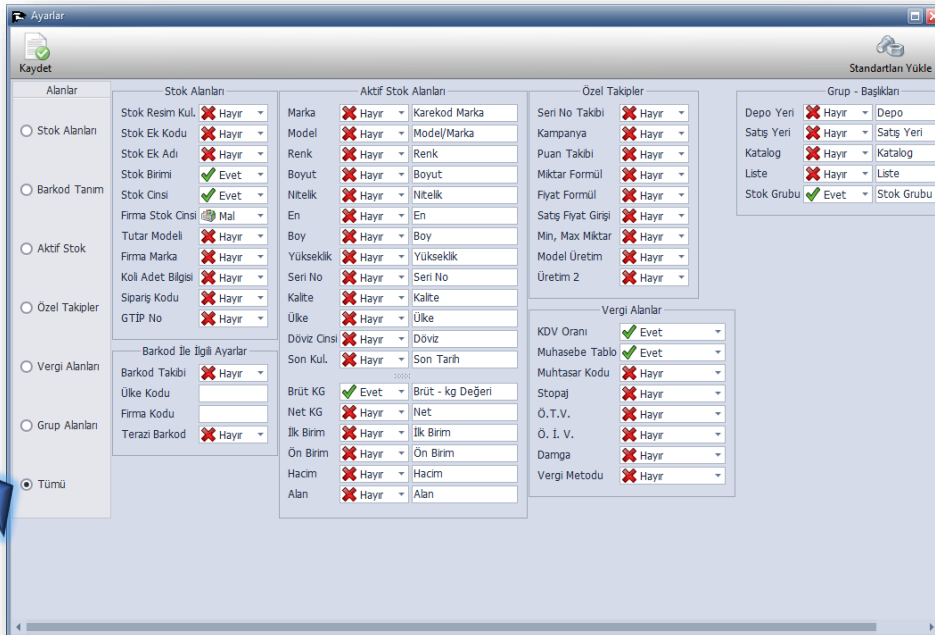 Ayarlar
Kaydet
Standartları Yükle
Alanlar
Stok Alanları
Barkod Tanım
Aktif Stok
Özel Takipler
Vergi Alanları
Grup Alanları
Tümü
Stok Alanları
Stok Resim Kul. Hayır
Stok Ek Kodu Hayır
Stok Ek Adı Hayır
Stok Birimi Evet
Stok Cinsi Evet
Firma Stok Cinsi Mal
Tutar Modeli Hayır
Firma Marka Hayır
Koli Adet Bilgisi Hayır
Sipariş Kodu Hayır
GTİP No Hayır
Barkod İle İlgili Ayarlar
Barkod Takibi Hayır
Ülke Kodu
Firma Kodu
Terazi Barkod Hayır
Aktif Stok Alanları
Marka Hayır Karekod Marka
Model Hayır Model/Marka
Renk Hayır Renk
Boyut Hayır Boyut
Nitelik Hayır Nitelik
En Hayır En
Boy Hayır Boy
Yükseklik Hayır Yükseklik
Seri No Hayır Seri No
Kalite Hayır Kalite
Ülke Hayır Ülke
Döviz Cinsi Hayır Döviz
Son Kul. Hayır Son Tarih
Brüt KG Evet Brüt - kg Değeri
Net KG Hayır Net
İlk Birim Hayır İlk Birim
Ön Birim Hayır Ön Birim
Hacim Hayır Hacim
Alan Hayır Alan
Özel Takipler
Seri No Takibi Hayır
Kampanya Hayır
Puan Takibi Hayır
Miktar Formül Hayır
Fiyat Formül Hayır
Satış Fiyat Girişi Hayır
Min, Max Miktar Hayır
Model Üretim Hayır
Üretim 2 Hayır
Vergi Alanlar
KDV Oranı Evet
Muhasebe Tablo Evet
Muhtasar Kodu Hayır
Stopaj Hayır
Ö.T.V. Hayır
Ö. İ. V. Hayır
Damga Hayır
Vergi Metodu Hayır
Grup - Başlıkları
Depo Yeri Hayır Depo
Satış Yeri Hayır Satış Yeri
Katalog Hayır Katalog
Liste Hayır Liste
Stok Grubu Evet Stok Grubu